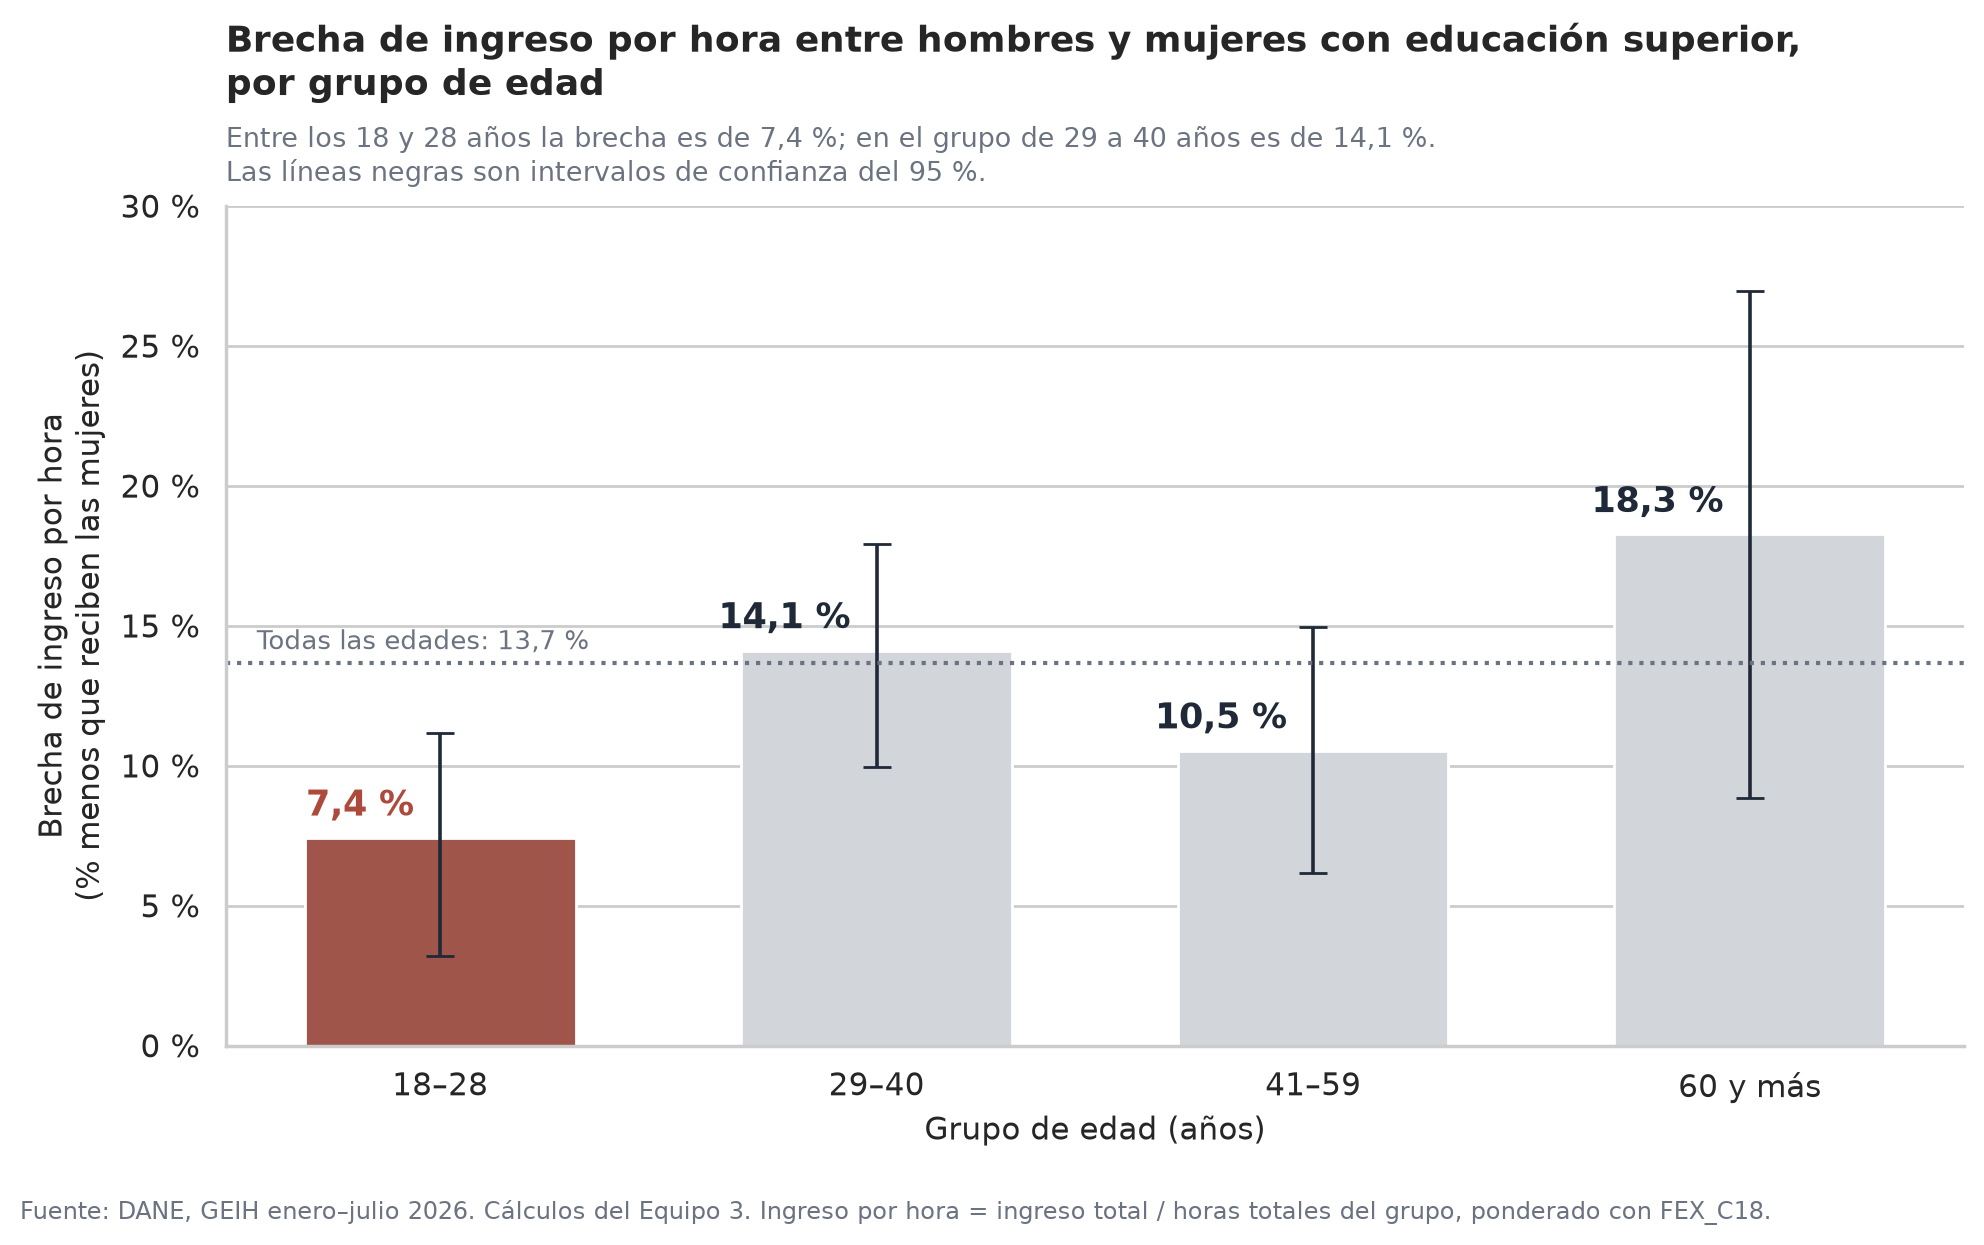 Brecha de ingreso por hora entre hombres y mujeres con educación superior,
por grupo de edad
Entre los 18 y 28 años la brecha es de 7,4 %; en el grupo de 29 a 40 años es de 14,1 %.
Las líneas negras son intervalos de confianza del 95 %.
Brecha de ingreso por hora
(% menos que reciben las mujeres)
30 %
25 %
20 %
15 %
10 %
5 %
0 %
Todas las edades: 13,7 %
7,4 %
14,1 %
10,5 %
18,3 %
18–28
29–40
41–59
60 y más
Grupo de edad (años)
Fuente: DANE, GEIH enero–julio 2026. Cálculos del Equipo 3. Ingreso por hora = ingreso total / horas totales del grupo, ponderado con FEX_C18.